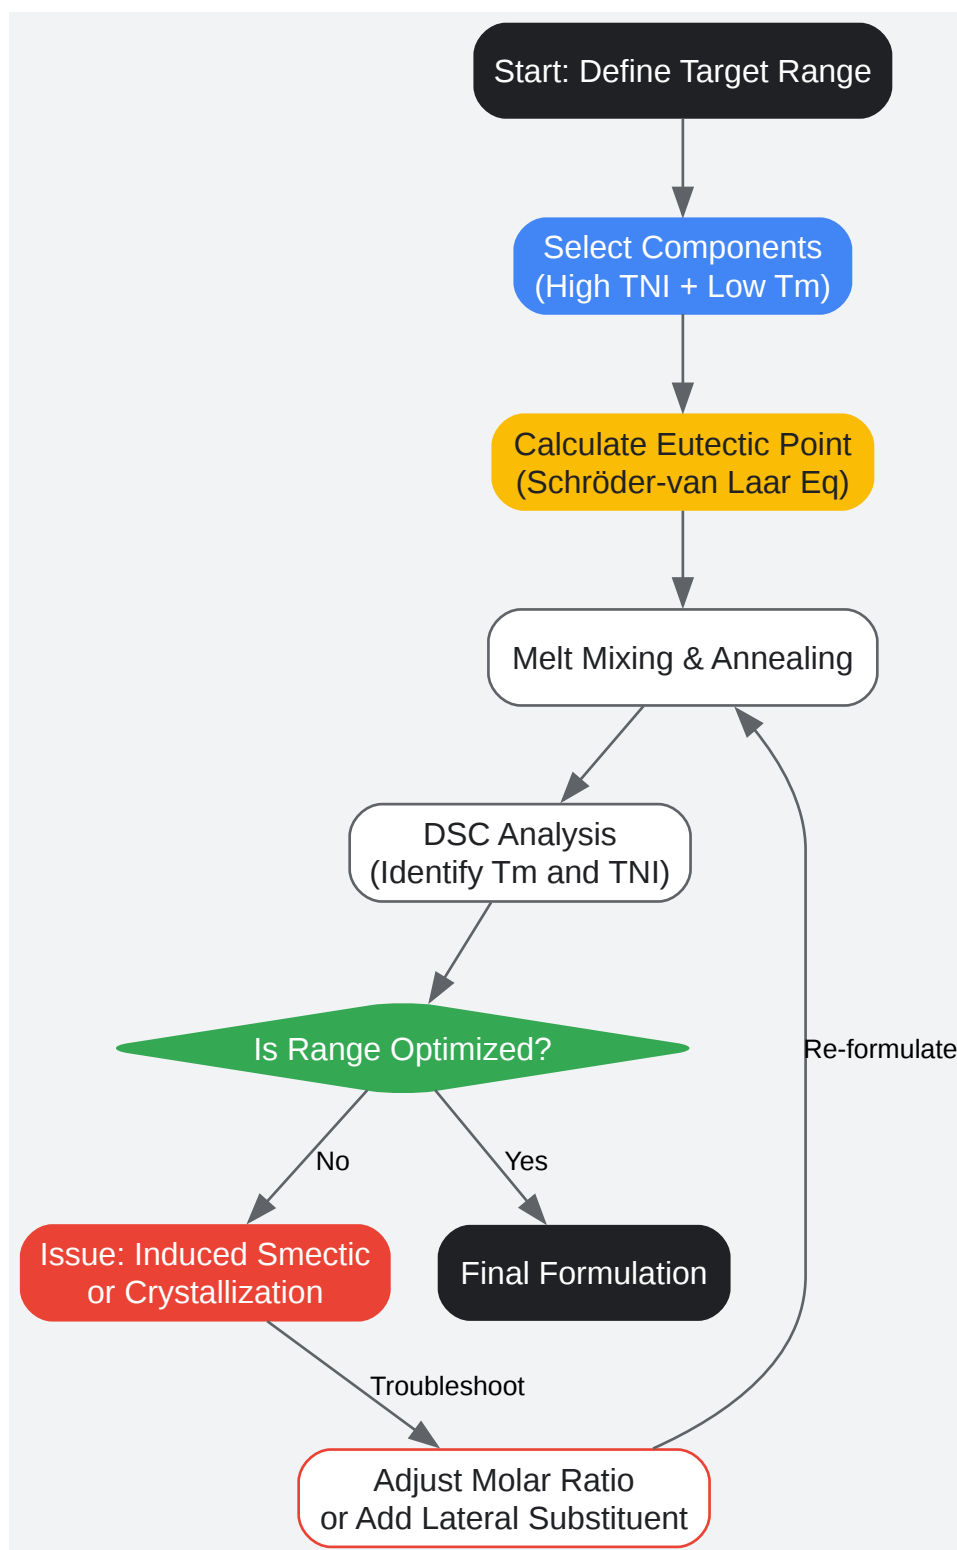 Start: Define Target Range
Select Components
(High TNI + Low Tm)
Calculate Eutectic Point
(Schröder-van Laar Eq)
Melt Mixing & Annealing
DSC Analysis
(Identify Tm and TNI)
Is Range Optimized?
Re-formulate
No
Yes
Issue: Induced Smectic
or Crystallization
Final Formulation
Troubleshoot
Adjust Molar Ratio
or Add Lateral Substituent